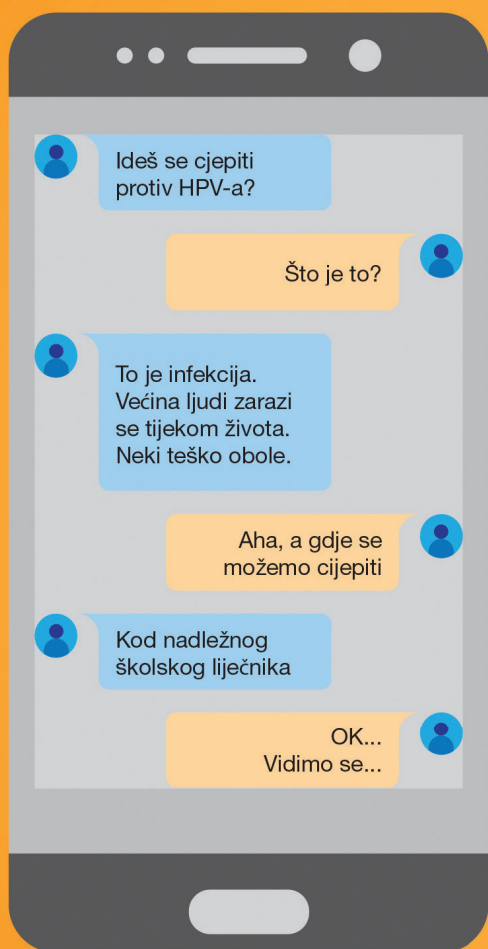 Ideš se cjepiti
protiv HPV-a?
Što je to?
To je infekcija.
Većina ljudi zarazi
se tijekom života.
Neki teško obole.
Aha, a gdje se
možemo cijepiti
Kod nadležnog
školskog liječnika
OK...
Vidimo se...